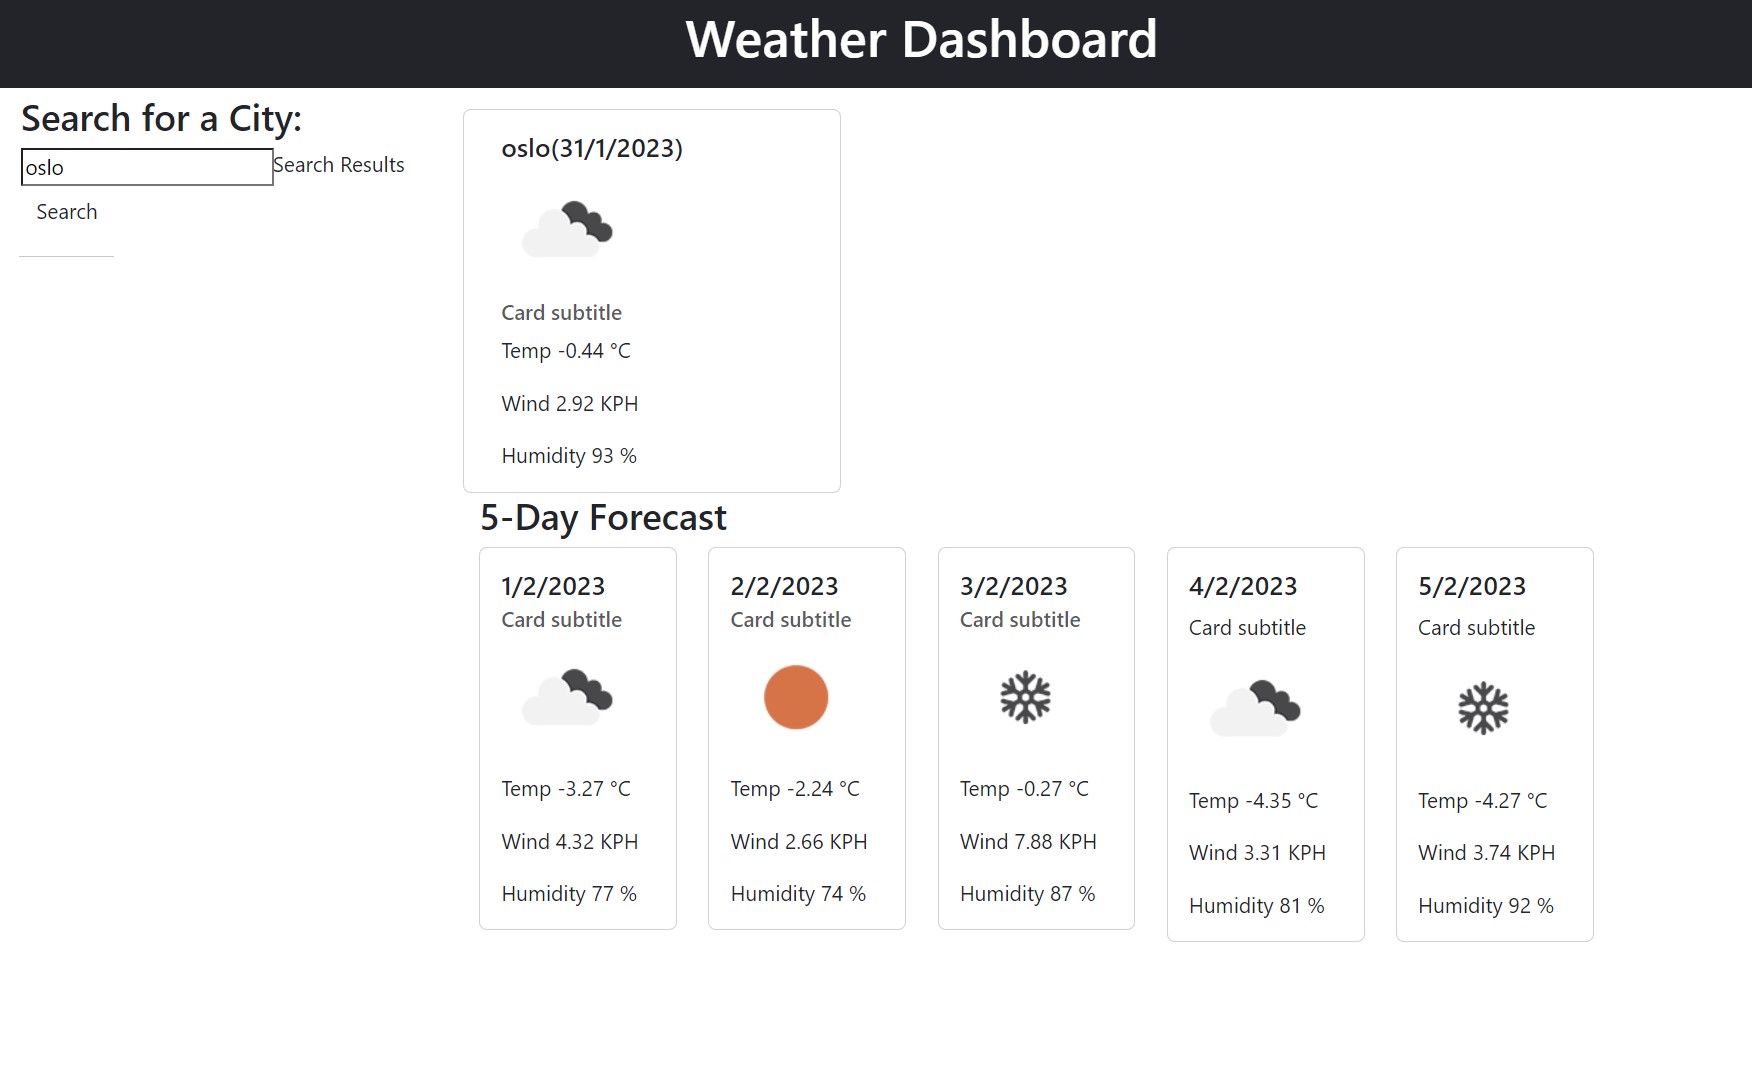 Weather Dashboard
Search for a City:
oslo
Search Results
Search
oslo(31/1/2023)
Card subtitle
Temp -0.44 °C
Wind 2.92 KPH
Humidity 93 %
5-Day Forecast
1/2/2023
Card subtitle
Temp -3.27 °C
Wind 4.32 KPH
Humidity 77 %
2/2/2023
Card subtitle
Temp -2.24 °C
Wind 2.66 KPH
Humidity 74 %
3/2/2023
Card subtitle
Temp -0.27 °C
Wind 7.88 KPH
Humidity 87 %
4/2/2023
Card subtitle
Temp -4.35 °C
Wind 3.31 KPH
Humidity 81 %
5/2/2023
Card subtitle
Temp -4.27 °C
Wind 3.74 KPH
Humidity 92 %